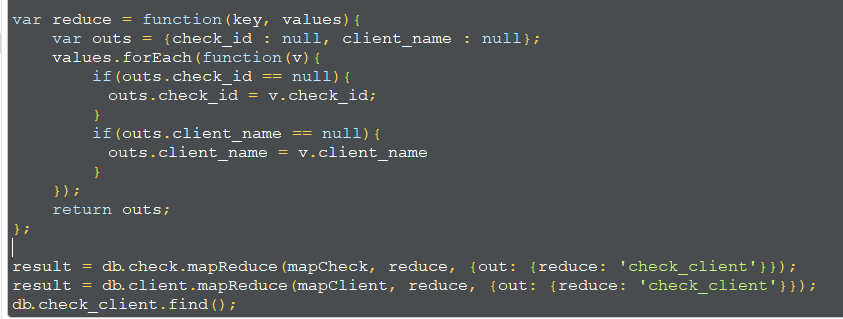 var reduce = function(key, values){
    var outs = {check_id : null, client_name : null};
    values.forEach(function(v){
        if(outs.check_id == null){
          outs.check_id = v.check_id;
        }
        if(outs.client_name == null){
          outs.client_name = v.client_name
        }
    });
    return outs;
};
result = db.check.mapReduce(mapCheck, reduce, {out: {reduce: 'check_client'}});
result = db.client.mapReduce(mapClient, reduce, {out: {reduce: 'check_client'}});
db.check_client.find();